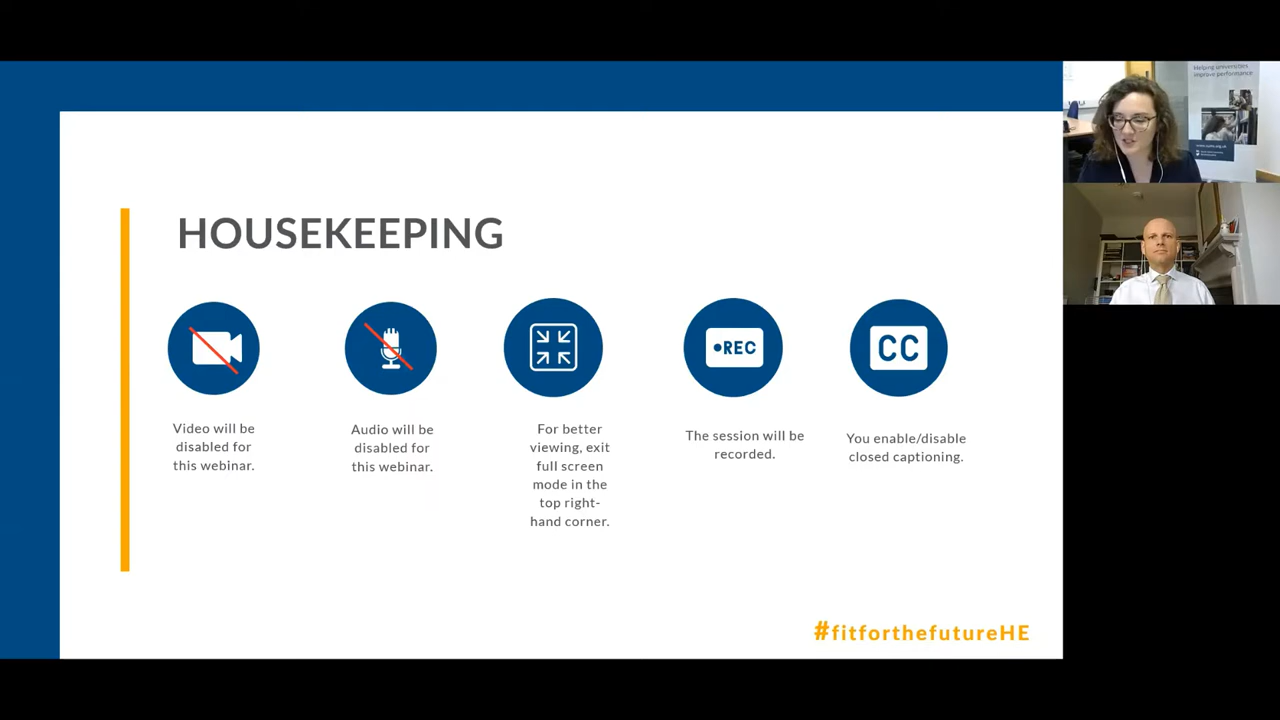 HOUSEKEEPING
REC
CC
Video will be
disabled for
this webinar.
Audio will be
disabled for
this webinar.
For better
viewing, exit
full screen
mode in the
top right-
hand corner.
The session will be
recorded.
You enable/disable
closed captioning.
#fitforthefutureHE
Helping universities
improve performance